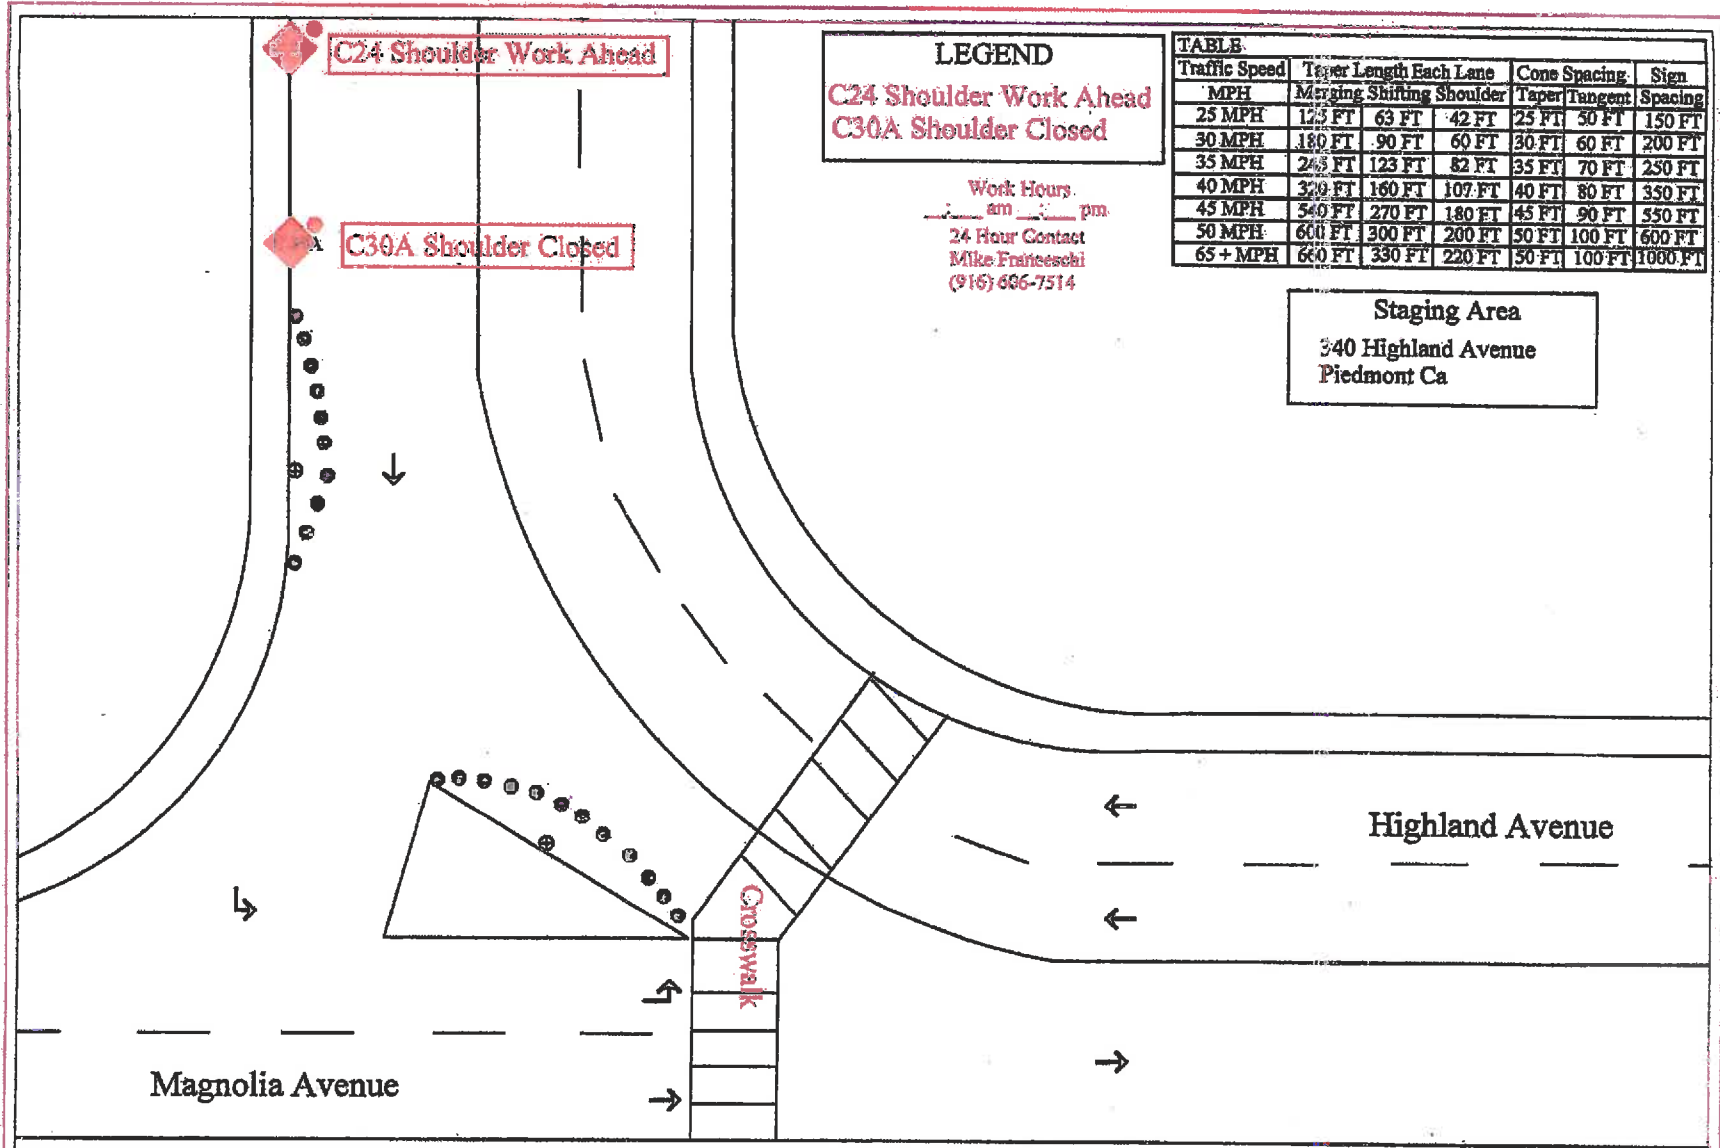 C24 Shoulder Work Ahead
C30A Shoulder Closed
LEGEND
C24 Shoulder Work Ahead
C30A Shoulder Closed
Work Hours
__:__ am __:__ pm
24 Hour Contact
Mike Franceschi
(916) 606-7514
TABLE
Traffic Speed Taper Length Each Lane Cone Spacing Sign
MPH Merging Shifting Shoulder Taper Tangent Spacing
25 MPH 125 FT 63 FT 42 FT 25 FT 50 FT 150 FT
30 MPH 180 FT 90 FT 60 FT 30 FT 60 FT 200 FT
35 MPH 245 FT 123 FT 82 FT 35 FT 70 FT 250 FT
40 MPH 320 FT 160 FT 107 FT 40 FT 80 FT 350 FT
45 MPH 540 FT 270 FT 180 FT 45 FT 90 FT 550 FT
50 MPH 600 FT 300 FT 200 FT 50 FT 100 FT 600 FT
65 + MPH 660 FT 330 FT 220 FT 50 FT 100 FT 1000 FT
Staging Area
340 Highland Avenue
Piedmont Ca
Highland Avenue
Crosswalk
Magnolia Avenue